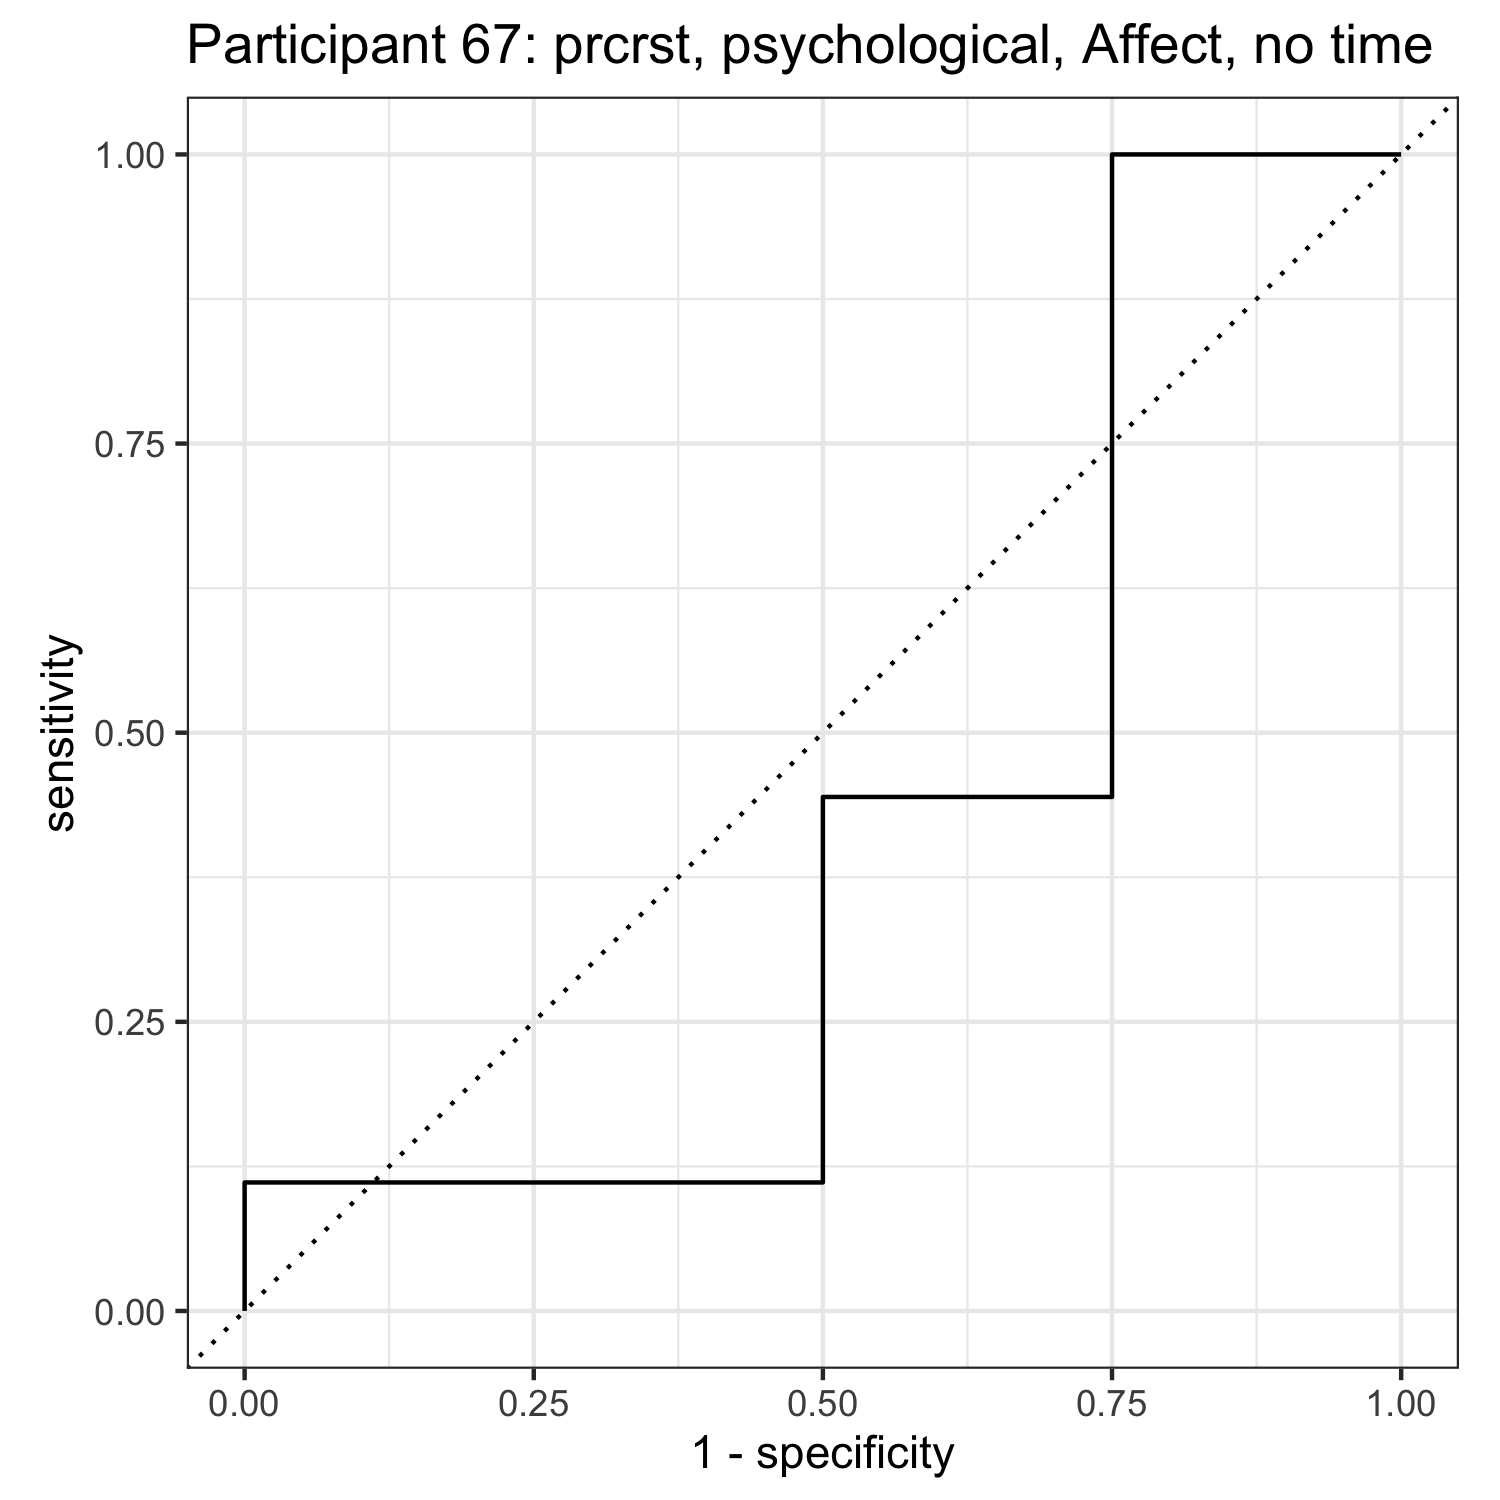 Participant 67: prcrst, psychological, Affect, no time
sensitivity
1.00
0.75
0.50
0.25
0.00
0.00 0.25 0.50 0.75 1.00
1 - specificity